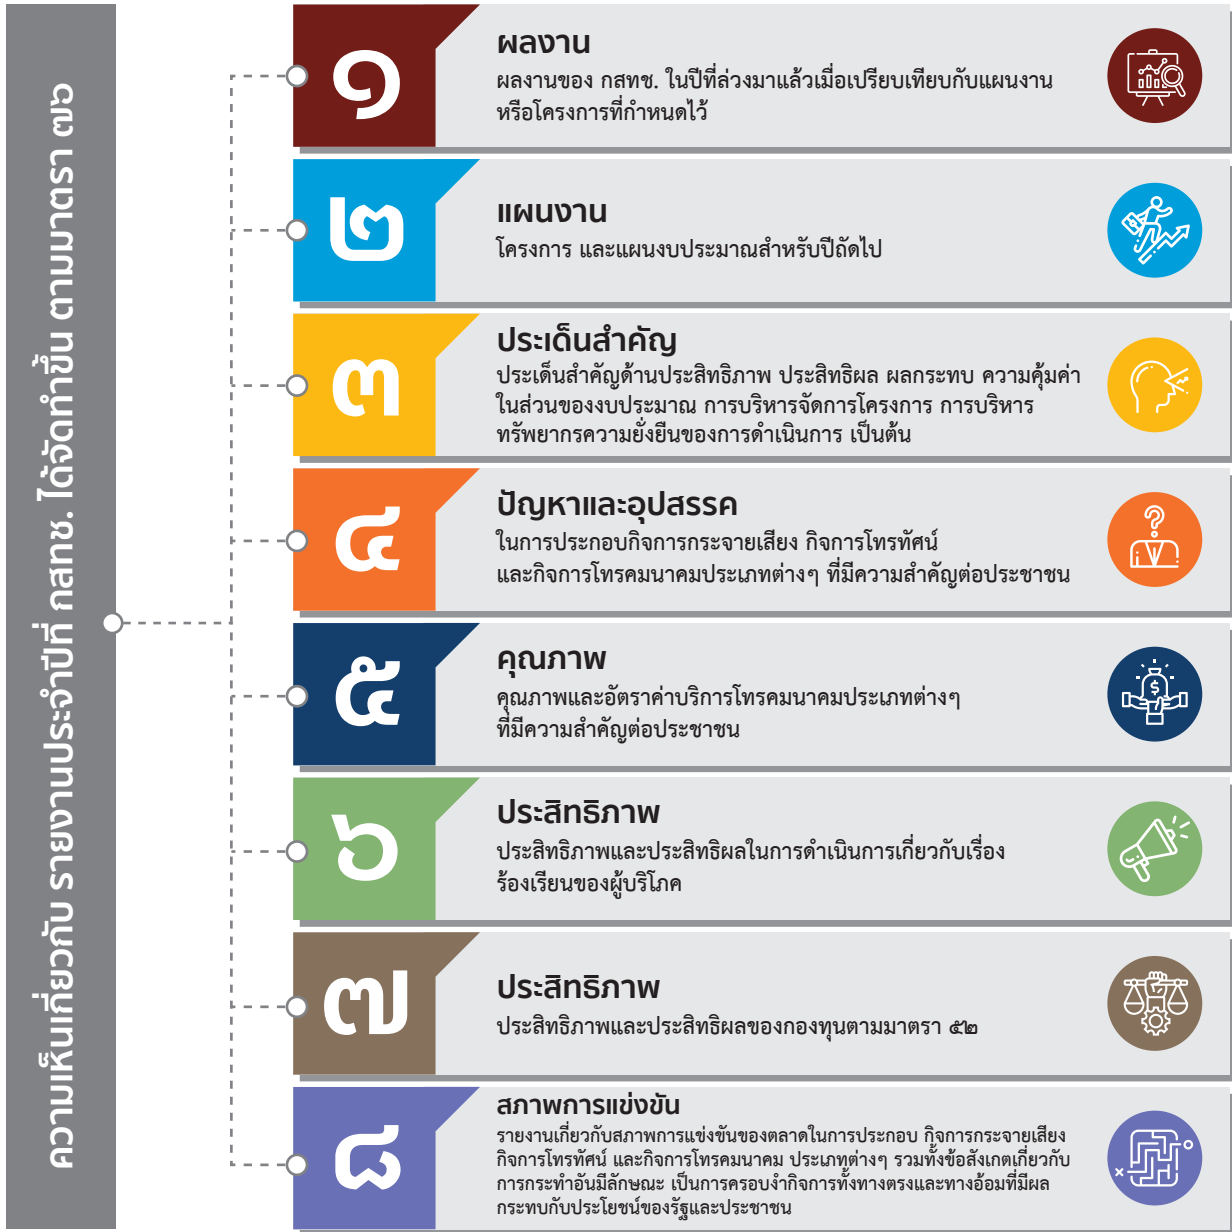 ความเห็นเกี่ยวกับ รายงานประจำปีที่ กสทช. ได้จัดทำขึ้น ตามมาตรา ๗๖
๑
ผลงาน
ผลงานของ กสทช. ในปีที่ล่วงมาแล้วเมื่อเปรียบเทียบกับแผนงาน
หรือโครงการที่กำหนดไว้
๒
แผนงาน
โครงการ และแผนงบประมาณสำหรับปีถัดไป
๓
ประเด็นสำคัญ
ประเด็นสำคัญด้านประสิทธิภาพ ประสิทธิผล ผลกระทบ ความคุ้มค่า
ในส่วนของงบประมาณ การบริหารจัดการโครงการ การบริหาร
ทรัพยากรความยั่งยืนของการดำเนินการ เป็นต้น
๔
ปัญหาและอุปสรรค
ในการประกอบกิจการกระจายเสียง กิจการโทรทัศน์
และกิจการโทรคมนาคมประเภทต่างๆ ที่มีความสำคัญต่อประชาชน
๕
คุณภาพ
คุณภาพและอัตราค่าบริการโทรคมนาคมประเภทต่างๆ
ที่มีความสำคัญต่อประชาชน
๖
ประสิทธิภาพ
ประสิทธิภาพและประสิทธิผลในการดำเนินการเกี่ยวกับเรื่อง
ร้องเรียนของผู้บริโภค
๗
ประสิทธิภาพ
ประสิทธิภาพและประสิทธิผลของกองทุนตามมาตรา ๕๒
๘
สภาพการแข่งขัน
รายงานเกี่ยวกับสภาพการแข่งขันของตลาดในการประกอบ กิจการกระจายเสียง
กิจการโทรทัศน์ และกิจการโทรคมนาคม ประเภทต่างๆ รวมทั้งข้อสังเกตเกี่ยวกับ
การกระทำอันมีลักษณะ เป็นการครอบงำกิจการทั้งทางตรงและทางอ้อมที่มีผล
กระทบกับประโยชน์ของรัฐและประชาชน